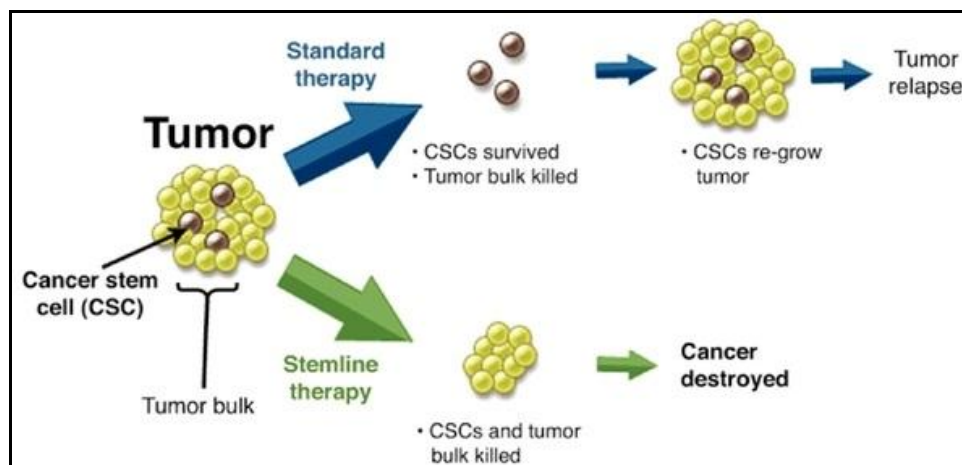 Standard
therapy
Tumor
relapse
Tumor
• CSCs survived
• Tumor bulk killed
• CSCs re-grow
tumor
Cancer stem
cell (CSC)
Stemline
therapy
Cancer
destroyed
Tumor bulk
• CSCs and tumor
bulk killed